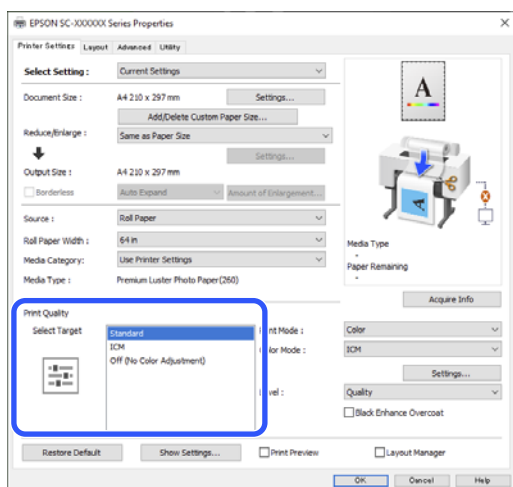 EPSON SC-XXXXXX Series Properties
Printer Settings Layout Advanced Utility
Select Setting : Current Settings
Document Size : A4 210 x 297 mm Settings...
Add/Delete Custom Paper Size...
Reduce/Enlarge : Same as Paper Size
Settings...
Output Size : A4 210 x 297 mm
Borderless Auto Expand Amount of Enlargement...
Source : Roll Paper
Roll Paper Width : 64 in
Media Category: Use Printer Settings
Media Type : Premium Luster Photo Paper(260)
A
A
Media Type
-
Paper Remaining
-
Acquire Info
Print Quality
Select Target
Standard
ICM
Off (No Color Adjustment)
nt Mode : Color
lor Mode : ICM
Settings...
vel : Quality
Black Enhance Overcoat
Restore Default Show Settings... Print Preview Layout Manager
OK Cancel Help